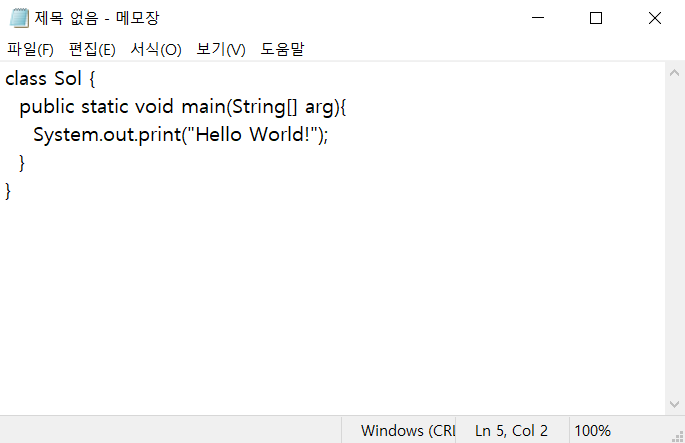 제목 없음 - 메모장
파일(F) 편집(E) 서식(O) 보기(V) 도움말
class Sol {
  public static void main(String[] arg){
    System.out.print("Hello World!");
  }
}
Windows (CRL Ln 5, Col 2 100%